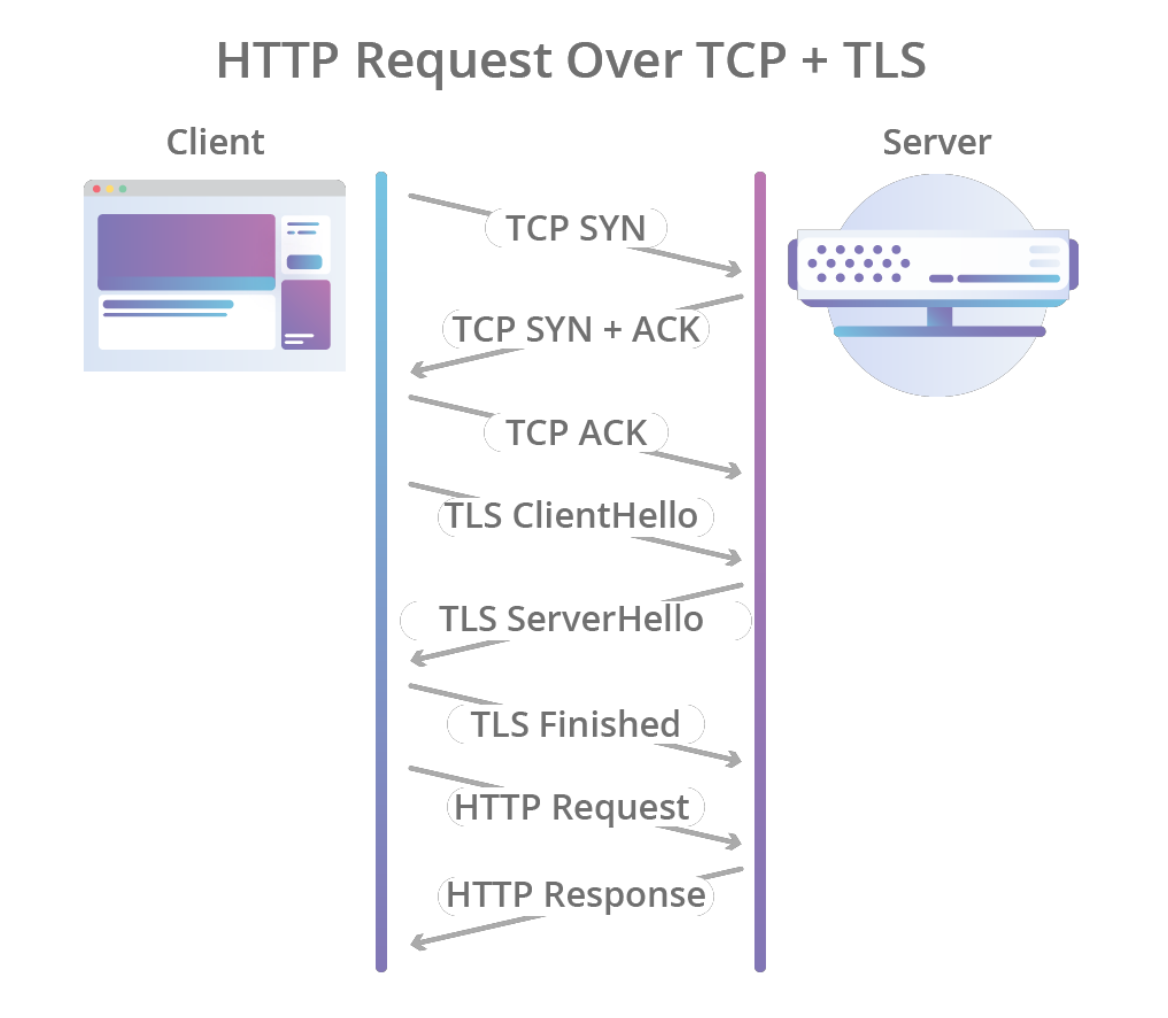 HTTP Request Over TCP + TLS
Client
Server
TCP SYN
TCP SYN + ACK
TCP ACK
TLS ClientHello
TLS ServerHello
TLS Finished
HTTP Request
HTTP Response